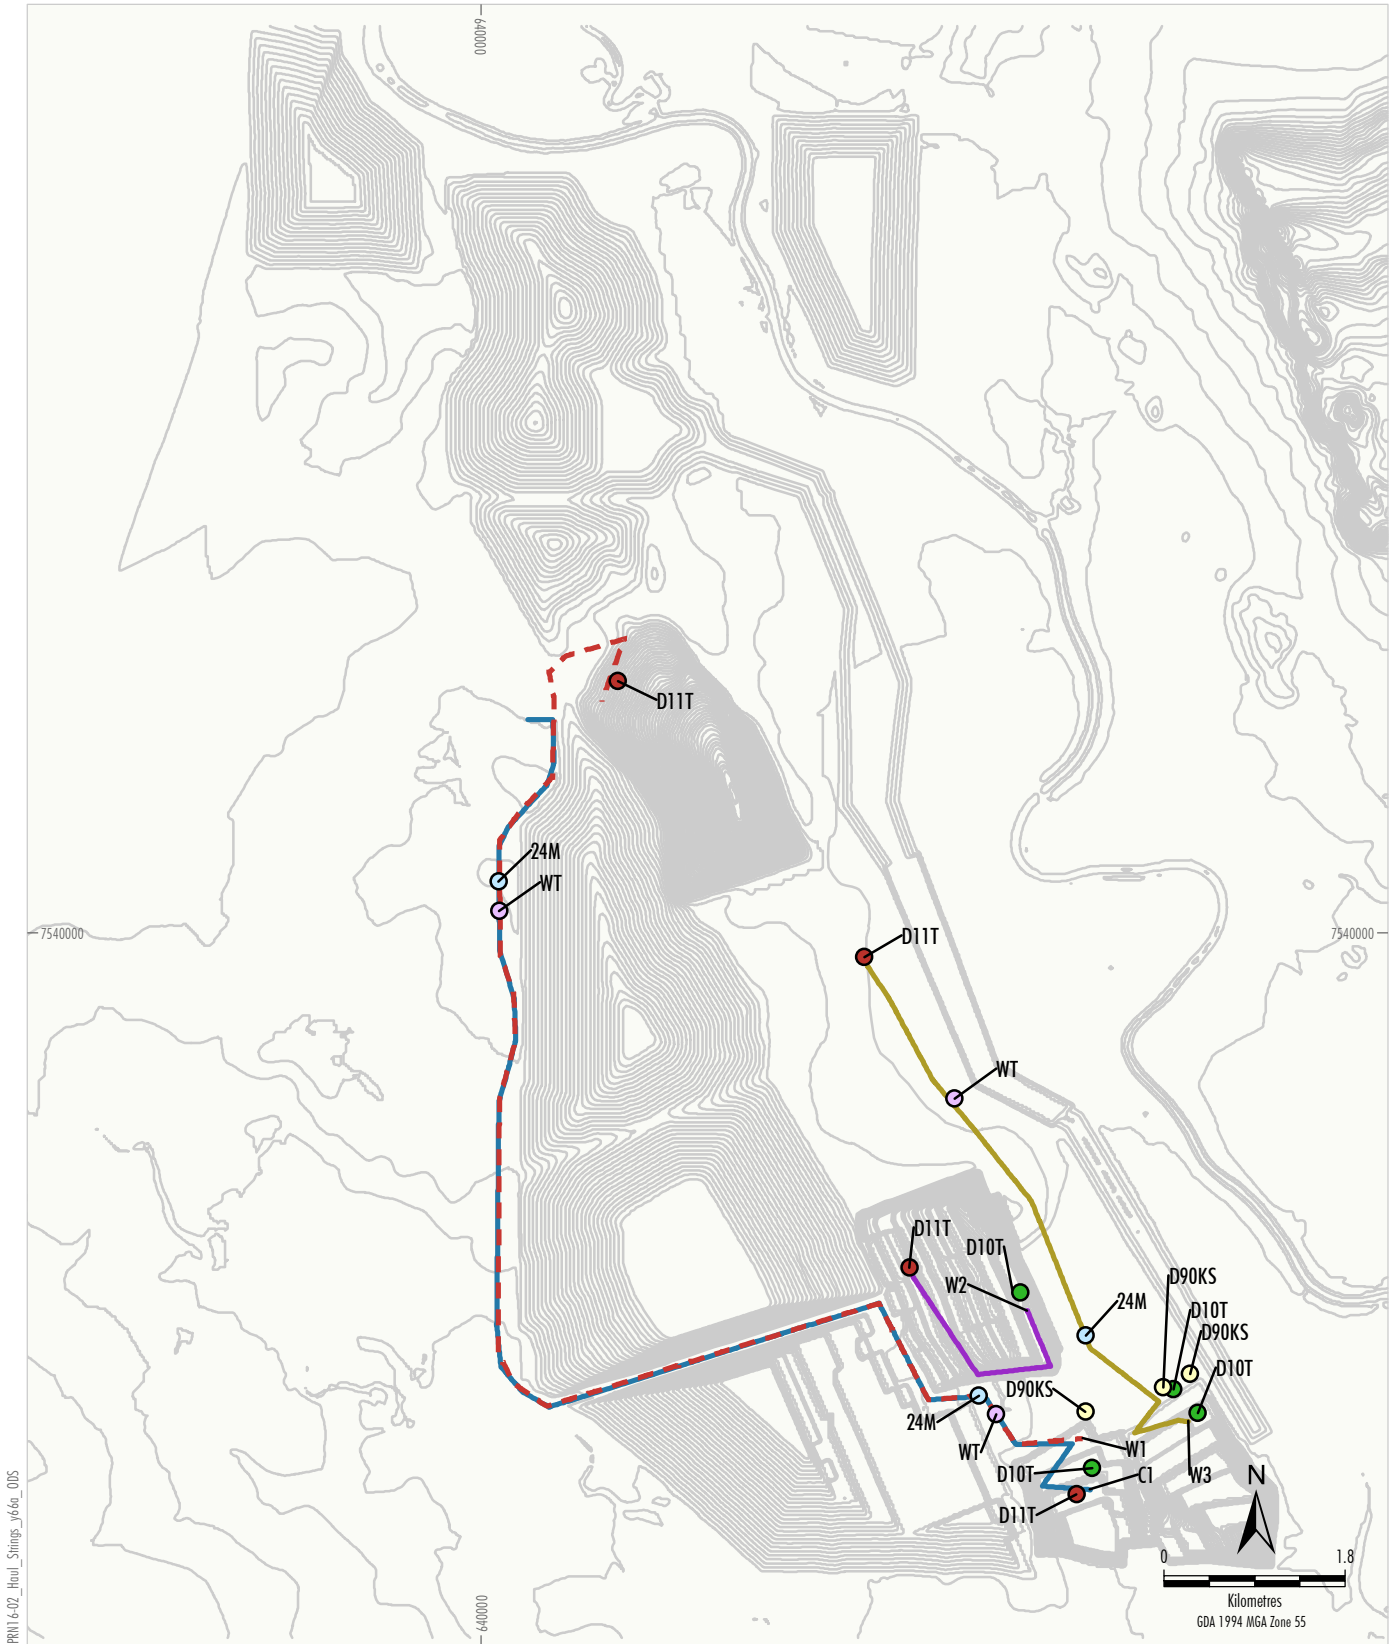 640000
D11T
24M
WT
7540000
7540000
D11T
WT
D11T
D10T
W2
D90KS
24M
D10T
D90KS
D10T
D90KS
24M
WT
W1
D10T
C1
W3
D11T
N
0 1.8
Kilometres
GDA 1994 MGA Zone 55
640000
PRN16-02_Haul_Strings_y66a_ODS